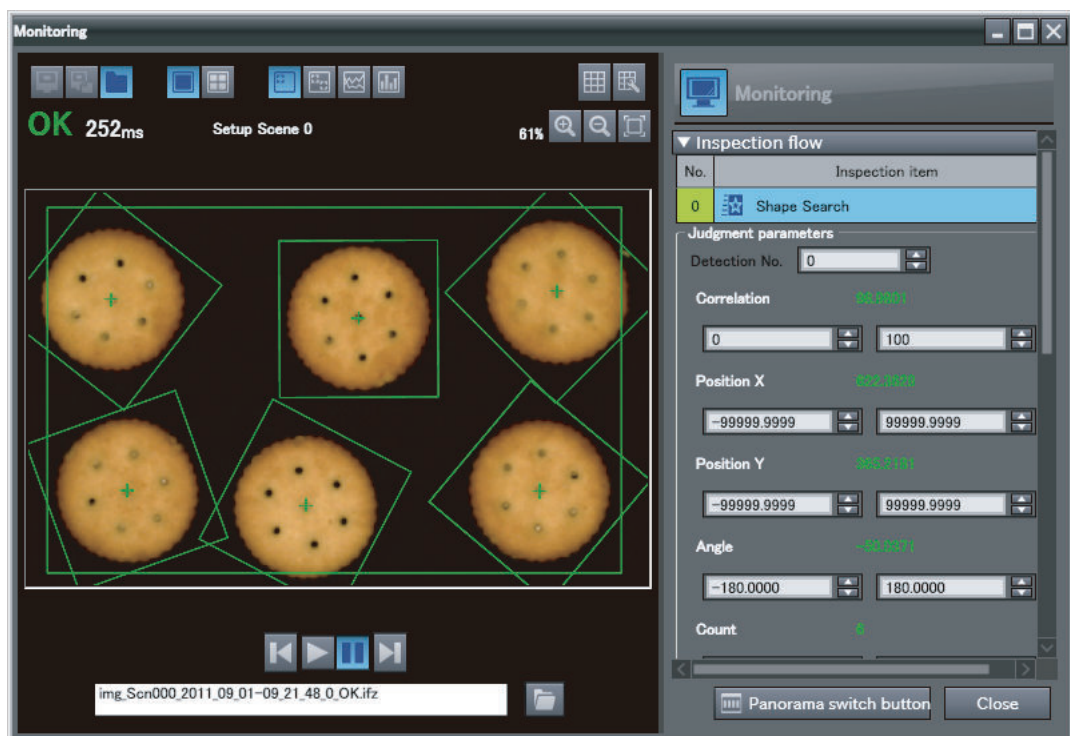 Monitoring
OK 252ms
Setup Scene 0
61%
img_Scn000_2011_09_01-09_21_48_0_OK.ifz
Monitoring
Inspection flow
No. Inspection item
0 Shape Search
Judgment parameters
Detection No. 0
Correlation
0 100
Position X
-99999.9999 99999.9999
Position Y
-99999.9999 99999.9999
Angle
-180.0000 180.0000
Count 6
Panorama switch button Close